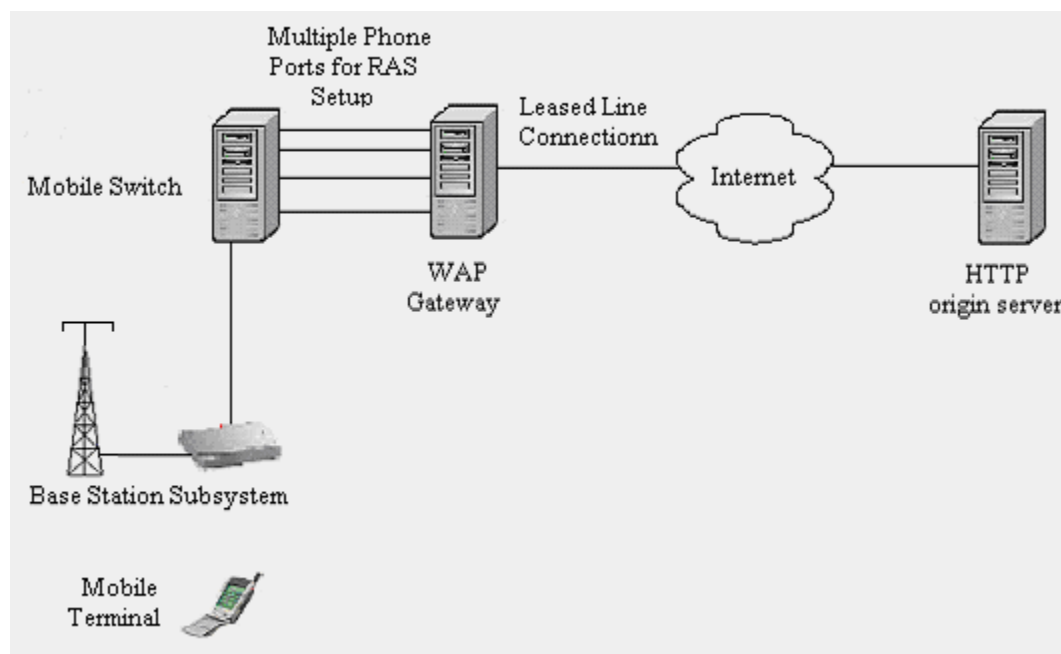 Multiple Phone
Ports for RAS
Setup
Leased Line
Connectionn
Mobile Switch
Internet
WAP
Gateway
HTTP
origin server
Base Station Subsystem
Mobile
Terminal